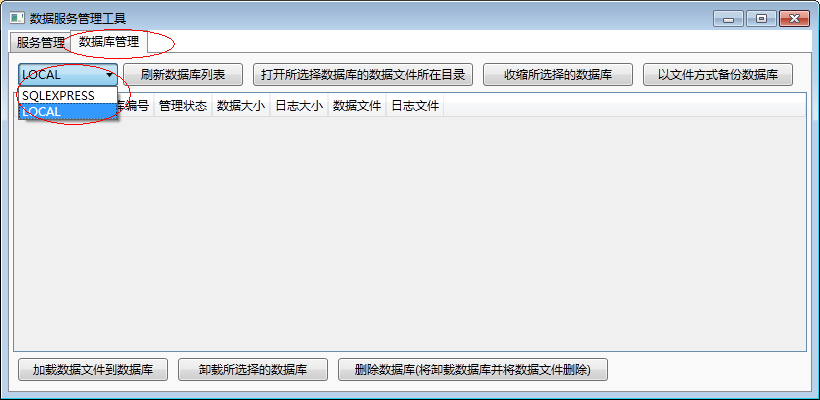 数据服务管理工具
服务管理 数据库管理
LOCAL 刷新数据库列表 打开所选择数据库的数据文件所在目录 收缩所选择的数据库 以文件方式备份数据库
SQLEXPRESS
LOCAL
库编号 管理状态 数据大小 日志大小 数据文件 日志文件
加载数据文件到数据库 卸载所选择的数据库 删除数据库(将卸载数据库并将数据文件删除)